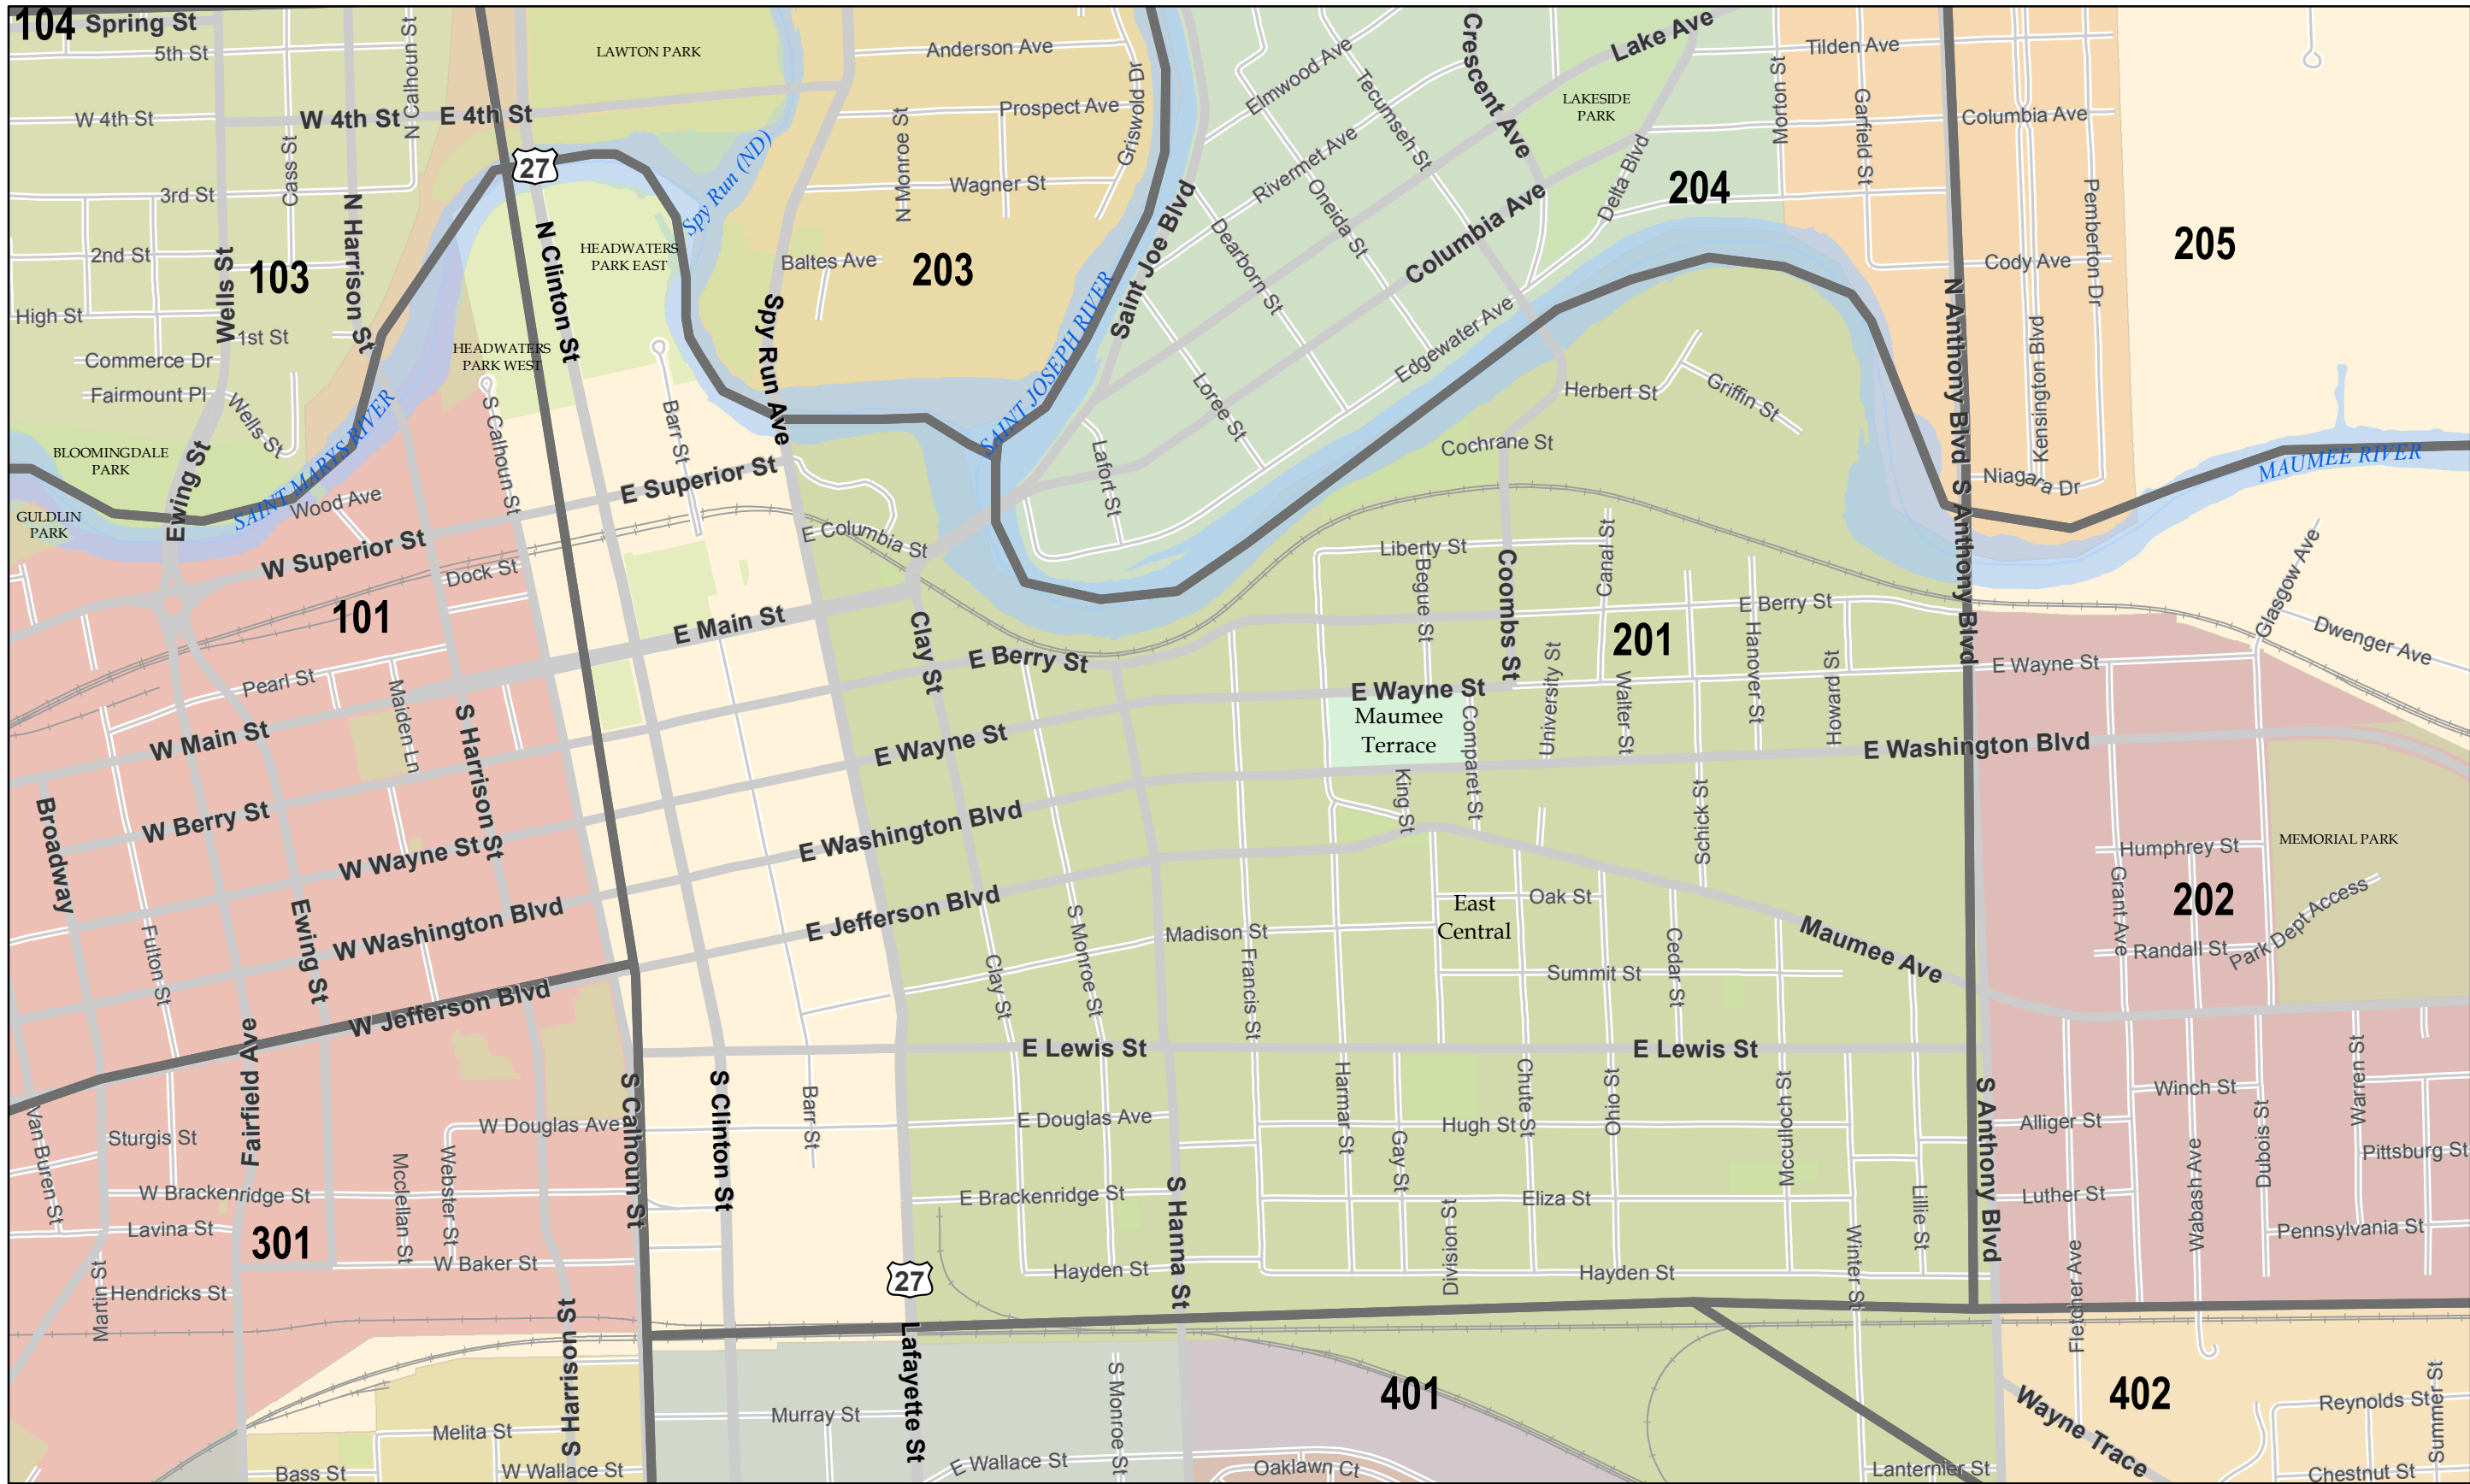 104
Spring St
5th St
N Calhoun St
LAWTON PARK
Anderson Ave
Griswold Dr
Elmwood Ave
Crescent Ave
Lake Ave
Tilden Ave
W 4th St
W 4th St
E 4th St
Cass St
N Monroe St
Prospect Ave
Wagner St
Tecumseh St
Rivermet Ave
Oneida St
LAKESIDE
PARK
Morton St
Garfield St
Columbia Ave
27
Spy Run (ND)
3rd St
2nd St
High St
103
Wells St
N Harrison St
1st St
Commerce Dr
Fairmount Pl
Wells St
HEADWATERS
PARK EAST
N Clinton St
HEADWATERS
PARK WEST
Baltes Ave
203
Spy Run Ave
Saint Joe Blvd
SAINT JOSEPH RIVER
Dearborn St
Columbia Ave
Delta Blvd
204
Edgewater Ave
Loree St
Lafort St
Pemberton Dr
205
Cody Ave
N Anthony Blvd
Kensington Blvd
Niagara Dr
MAUMEE RIVER
Herbert St
Griffin St
Cochrane St
BLOOMINGDALE
PARK
GULDLIN
PARK
Ewing St
SAINT MARYS RIVER
Wood Ave
W Superior St
S Calhoun St
Barr St
E Superior St
E Columbia St
Dock St
101
E Main St
Clay St
E Berry St
Liberty St
Begue St
Coombs St
Canal St
E Berry St
201
S Anthony Blvd
S Anthony Blvd
Glasgow Ave
Dwenger Ave
E Wayne St
Pearl St
W Main St
Maiden Ln
S Harrison St
E Wayne St
E Wayne St
Maumee
Terrace
Comparet St
University St
Walter St
Hanover St
Howard St
E Washington Blvd
Broadway
W Berry St
W Wayne St
E Washington Blvd
King St
Schick St
Humphrey St
MEMORIAL PARK
Grant Ave
202
Randall St
Park Dept Access
Fulton St
Ewing St
W Washington Blvd
E Jefferson Blvd
S Monroe St
Madison St
Francis St
East
Central
Oak St
Summit St
Cedar St
Maumee Ave
W Jefferson Blvd
Fairfield Ave
Clay St
E Lewis St
E Lewis St
Van Buren St
Sturgis St
W Douglas Ave
S Calhoun St
S Clinton St
Barr St
E Douglas Ave
Harmar St
Gay St
Hugh St
Chute St
Ohio St
Mcculloch St
S Anthony Blvd
Alliger St
Winch St
Dubois St
Warren St
Pittsburg St
W Brackenridge St
Lavina St
Mcclellan St
Webster St
E Brackenridge St
S Hanna St
Division St
Eliza St
Lillie St
Luther St
Wabash Ave
Pennsylvania St
301
Martin St
Hendricks St
W Baker St
27
Hayden St
Hayden St
Winter St
Fletcher Ave
S Harrison St
Melita St
Bass St
W Wallace St
Lafayette St
Murray St
E Wallace St
S Monroe St
Oaklawn Ct
401
Lanternier St
Wayne Trace
402
Reynolds St
Summer St
Chestnut St